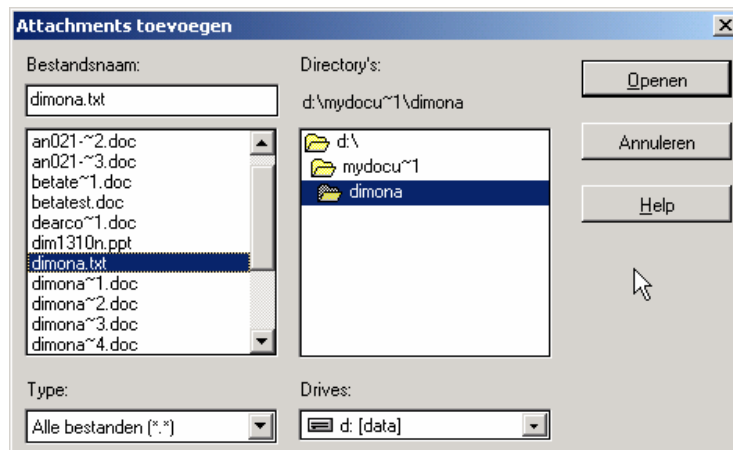 Attachments toevoegen
Bestandsnaam:
dimona.txt
an021-~2.doc
an021-~3.doc
betate~1.doc
betatest.doc
dearco~1.doc
dim1310n.ppt
dimona.txt
dimona~1.doc
dimona~2.doc
dimona~3.doc
dimona~4.doc
Type:
Alle bestanden (*.*)
Directory's:
d:\mydocu~1\dimona
d:\
mydocu~1
dimona
Drives:
d: [data]
Openen
Annuleren
Help